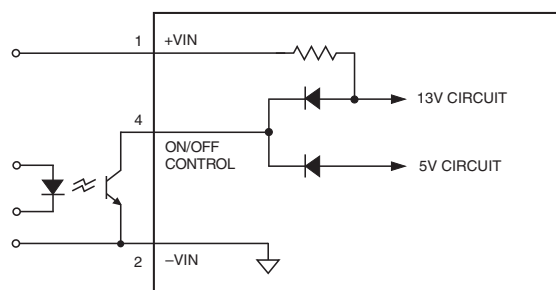 1
+VIN
13V CIRCUIT
4
ON/OFF
CONTROL
5V CIRCUIT
2
–VIN